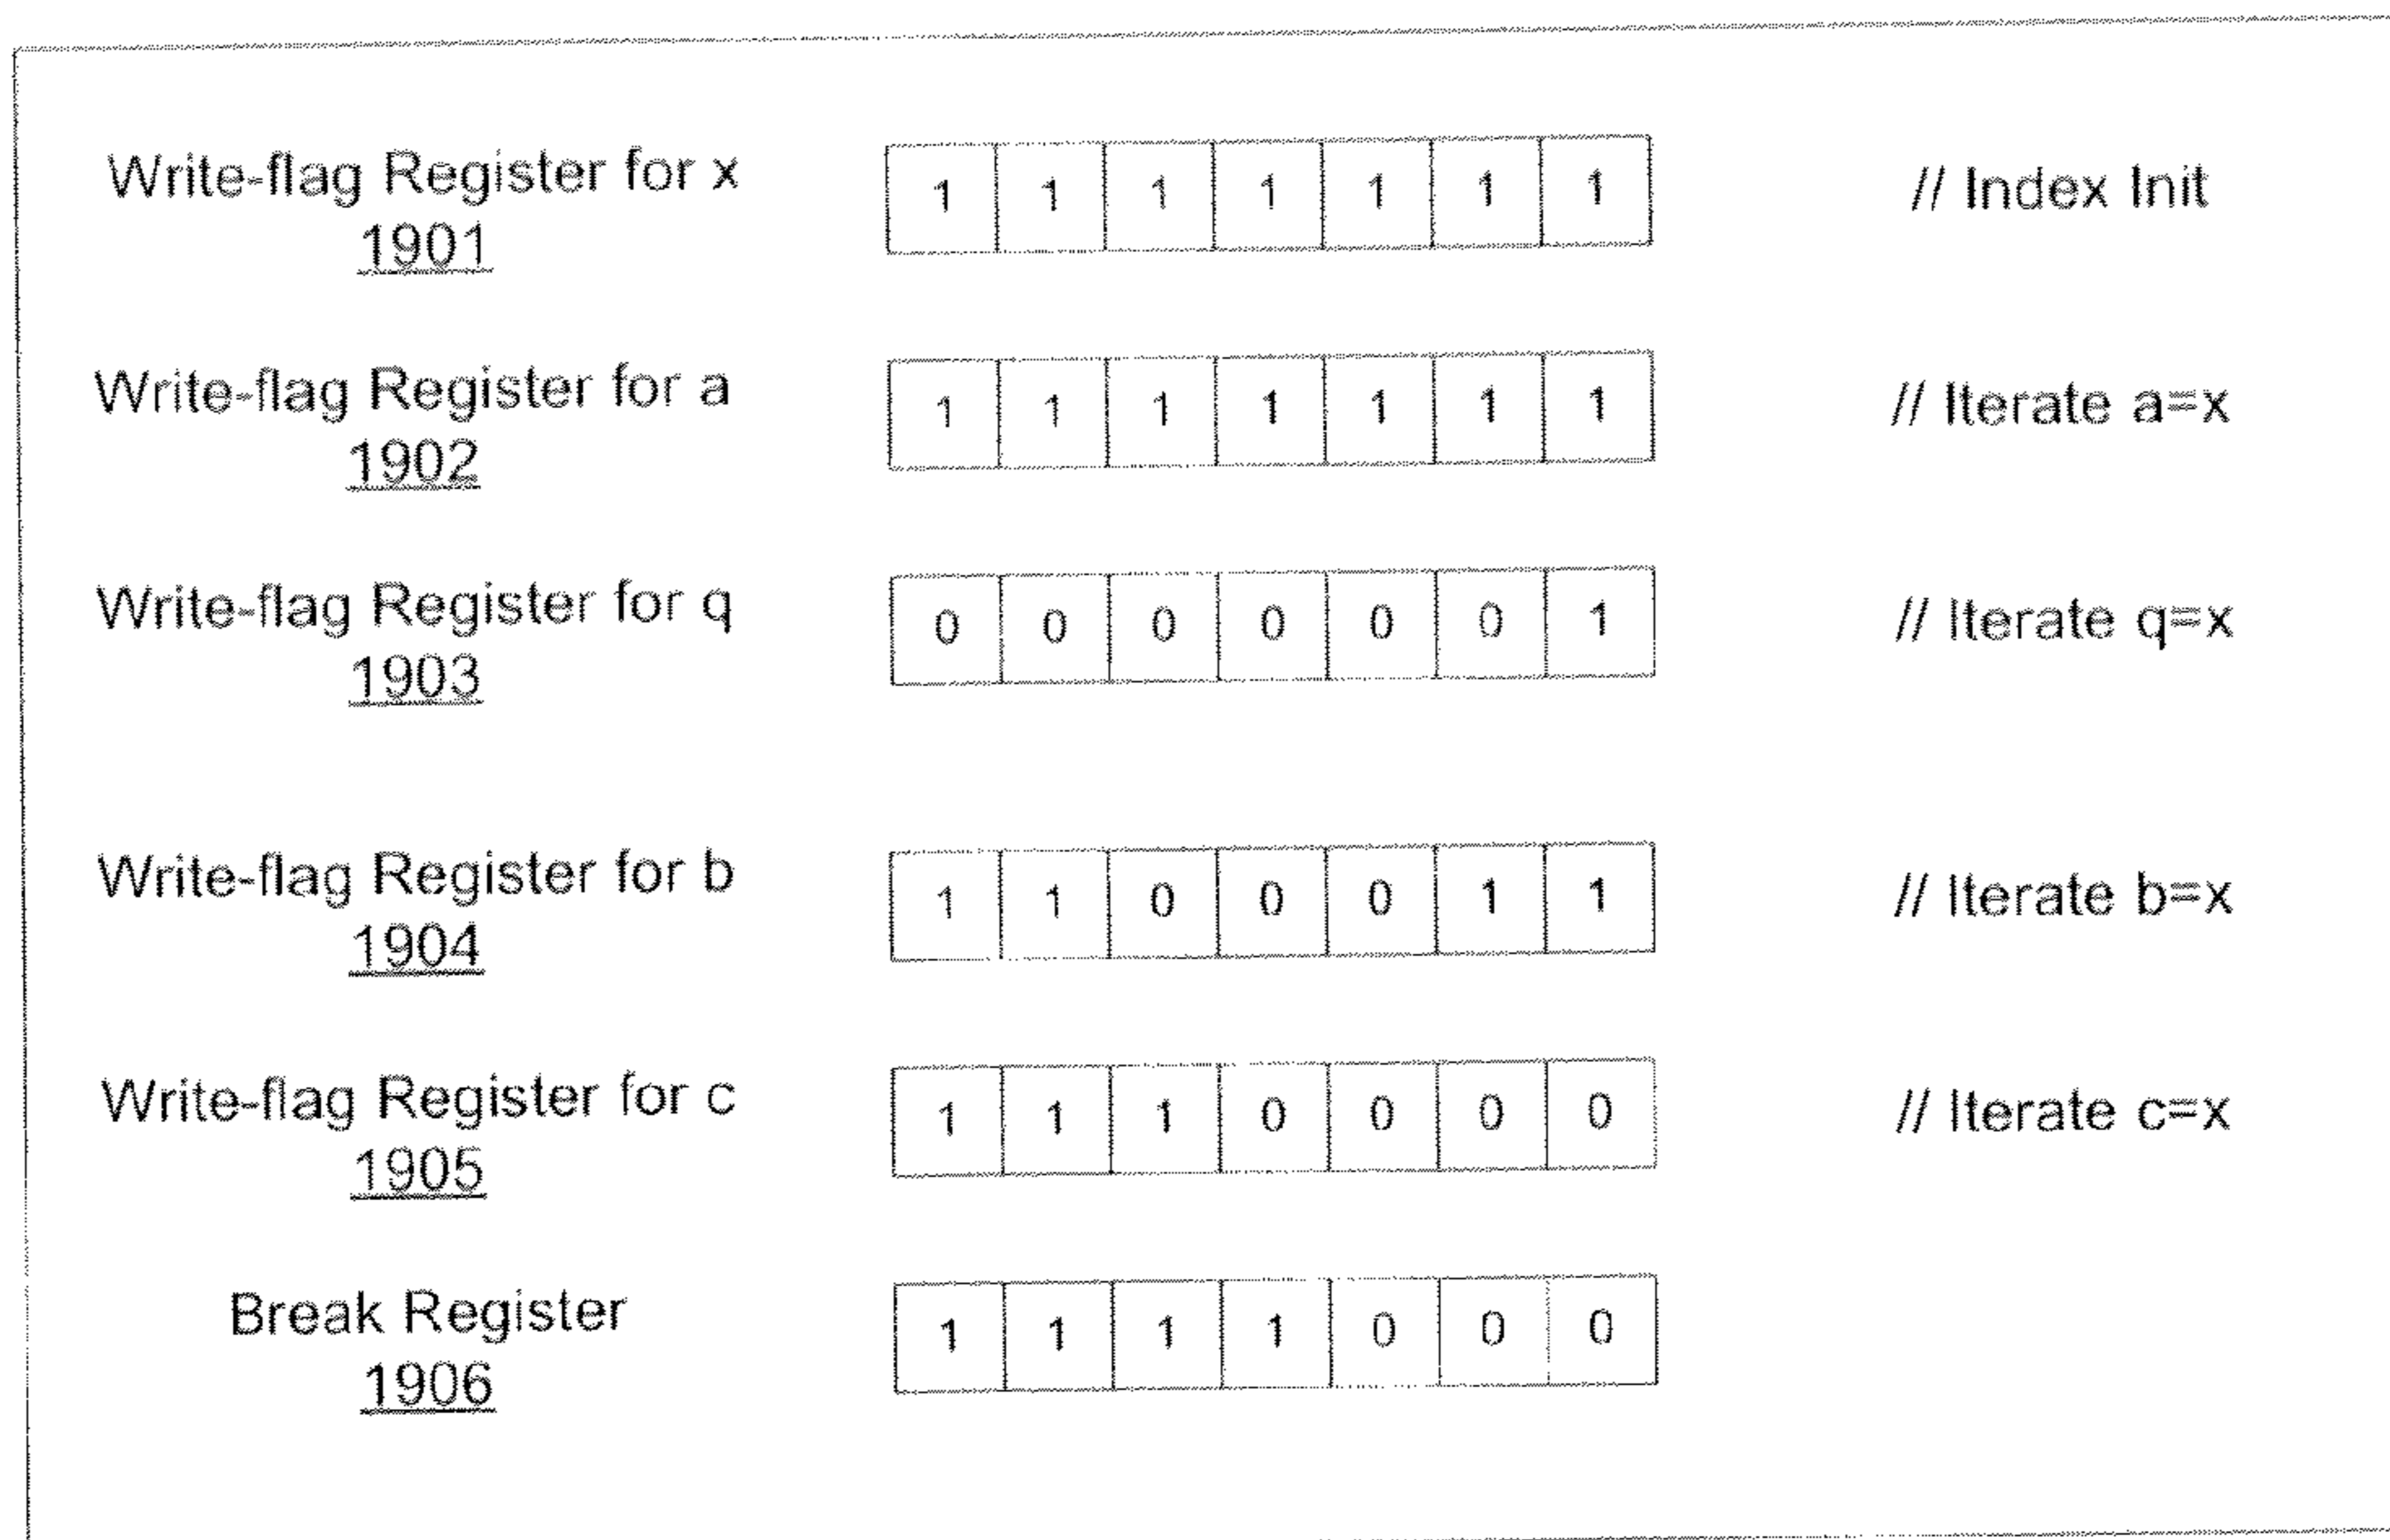 Write-flag Register for x 1 1 1 1 1 1 1 // Index Init
1901
Write-flag Register for a 1 1 1 1 1 1 1 // Iterate a=x
1902
Write-flag Register for q 0 0 0 0 0 0 1 // Iterate q=x
1903
Write-flag Register for b 1 1 0 0 0 1 1 // Iterate b=x
1904
Write-flag Register for c 1 1 1 0 0 0 0 // Iterate c=x
1905
Break Register 1 1 1 1 0 0 0
1906